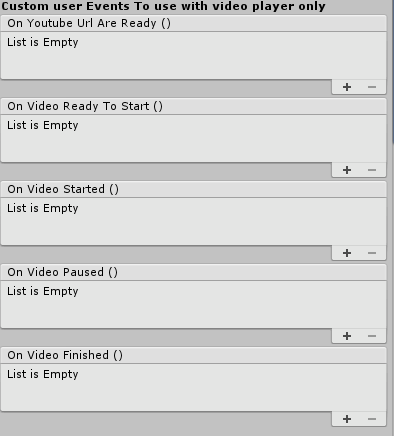 Custom user Events To use with video player only
On Youtube Url Are Ready ()
List is Empty
+ −
On Video Ready To Start ()
List is Empty
+ −
On Video Started ()
List is Empty
+ −
On Video Paused ()
List is Empty
+ −
On Video Finished ()
List is Empty
+ −